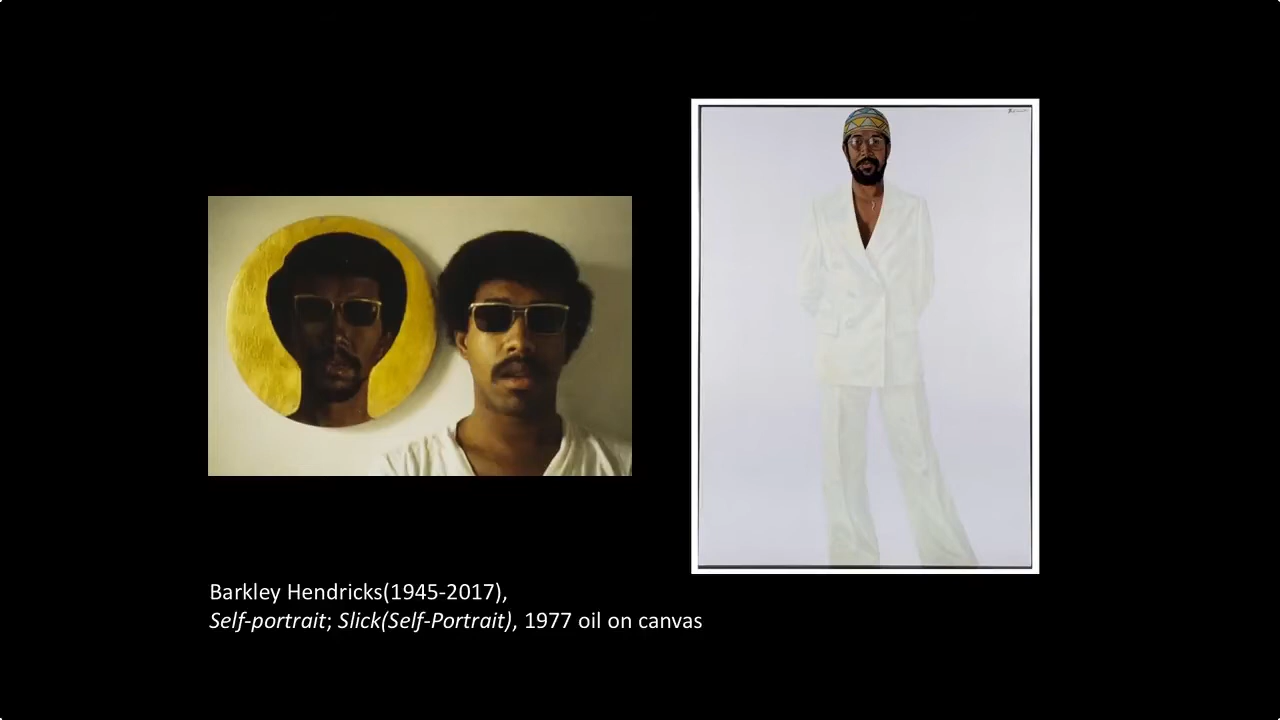 Barkley Hendricks(1945-2017),
Self-portrait; Slick(Self-Portrait), 1977 oil on canvas